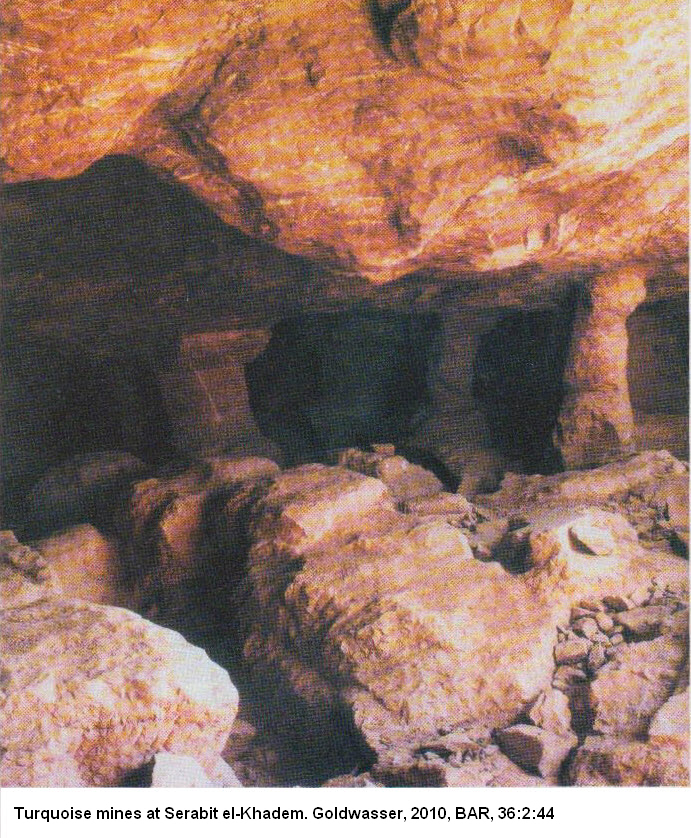 Turquoise mines at Serabit el-Khadem. Goldwasser, 2010, BAR, 36:2:44